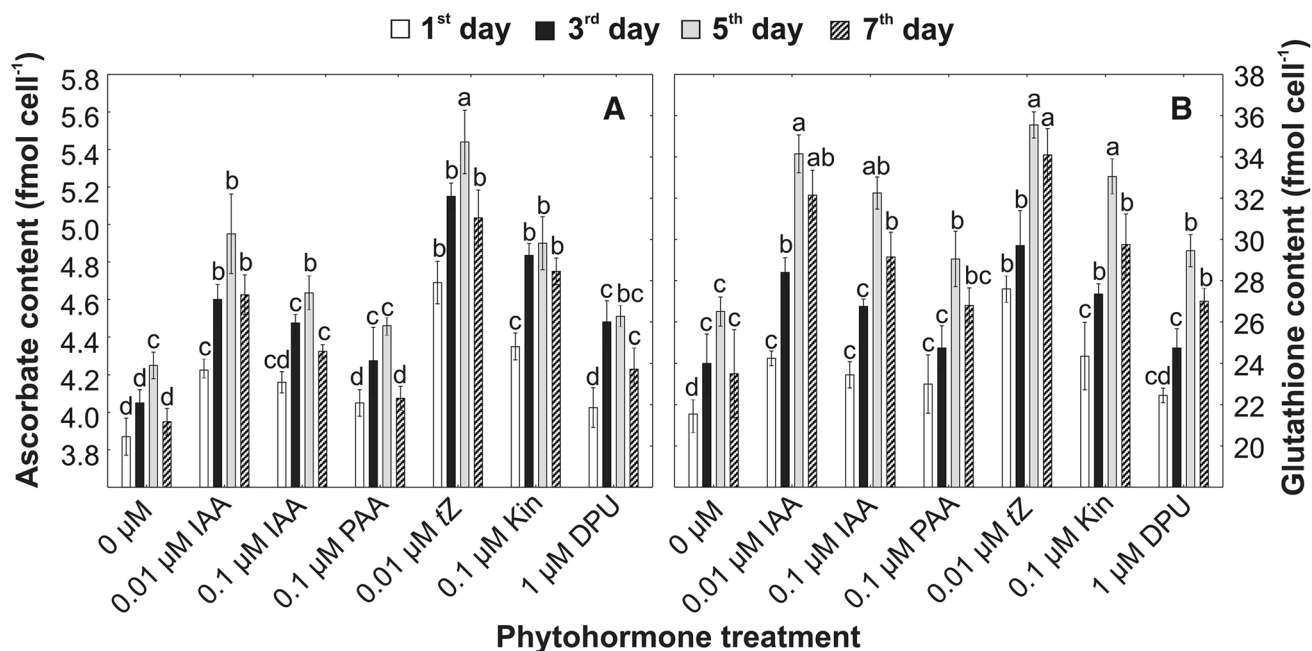 1st day 3rd day 5th day 7th day
Ascorbate content (fmol cell-1)
5.8
5.6
5.4
5.2
5.0
4.8
4.6
4.4
4.2
4.0
3.8
A
d d c d
c b b b
cd c b c
d c c d
b b a b
c b b b
d c bc c
0 µM
0.01 µM IAA
0.1 µM IAA
0.1 µM PAA
0.01 µM tZ
0.1 µM Kin
1 µM DPU
B
d c c c
c b a ab
c b ab b
c c b bc
b b a a
c b a b
cd c b b
0 µM
0.01 µM IAA
0.1 µM IAA
0.1 µM PAA
0.01 µM tZ
0.1 µM Kin
1 µM DPU
38
36
34
32
30
28
26
24
22
20
Glutathione content (fmol cell-1)
Phytohormone treatment